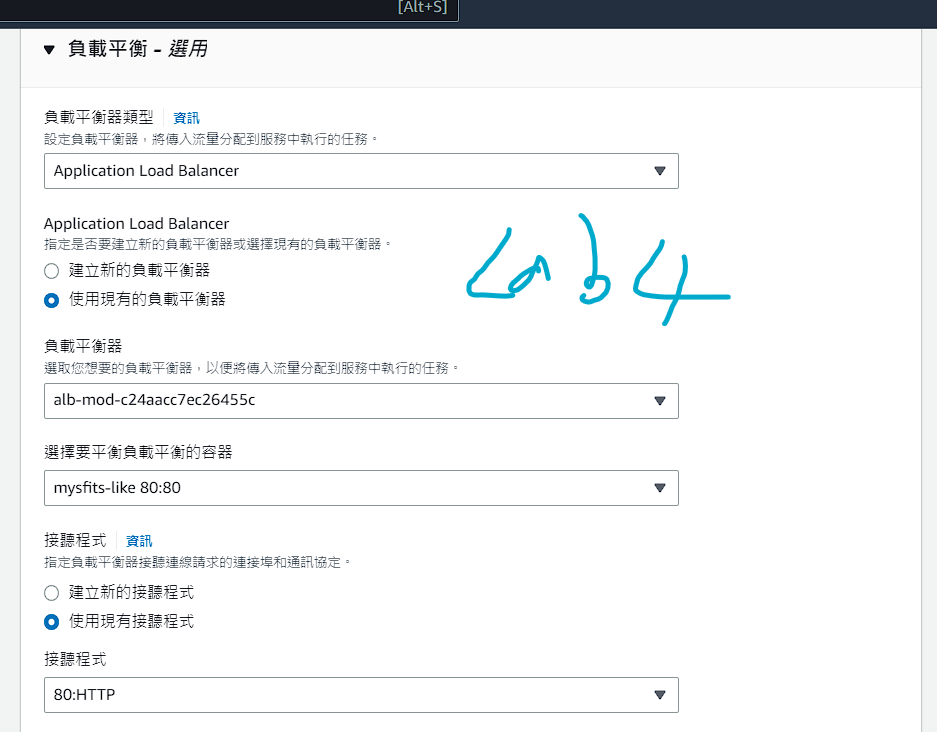 [Alt+S]
▼ 負載平衡 - 選用
負載平衡器類型 資訊
設定負載平衡器，將傳入流量分配到服務中執行的任務。
Application Load Balancer
Application Load Balancer
指定是否要建立新的負載平衡器或選擇現有的負載平衡器。
建立新的負載平衡器
使用現有的負載平衡器
Lab 4
負載平衡器
選取您想要的負載平衡器，以便將傳入流量分配到服務中執行的任務。
alb-mod-c24aacc7ec26455c
選擇要平衡負載平衡的容器
mysfits-like 80:80
接聽程式 資訊
指定負載平衡器接聽連線請求的連接埠和通訊協定。
建立新的接聽程式
使用現有接聽程式
接聽程式
80:HTTP